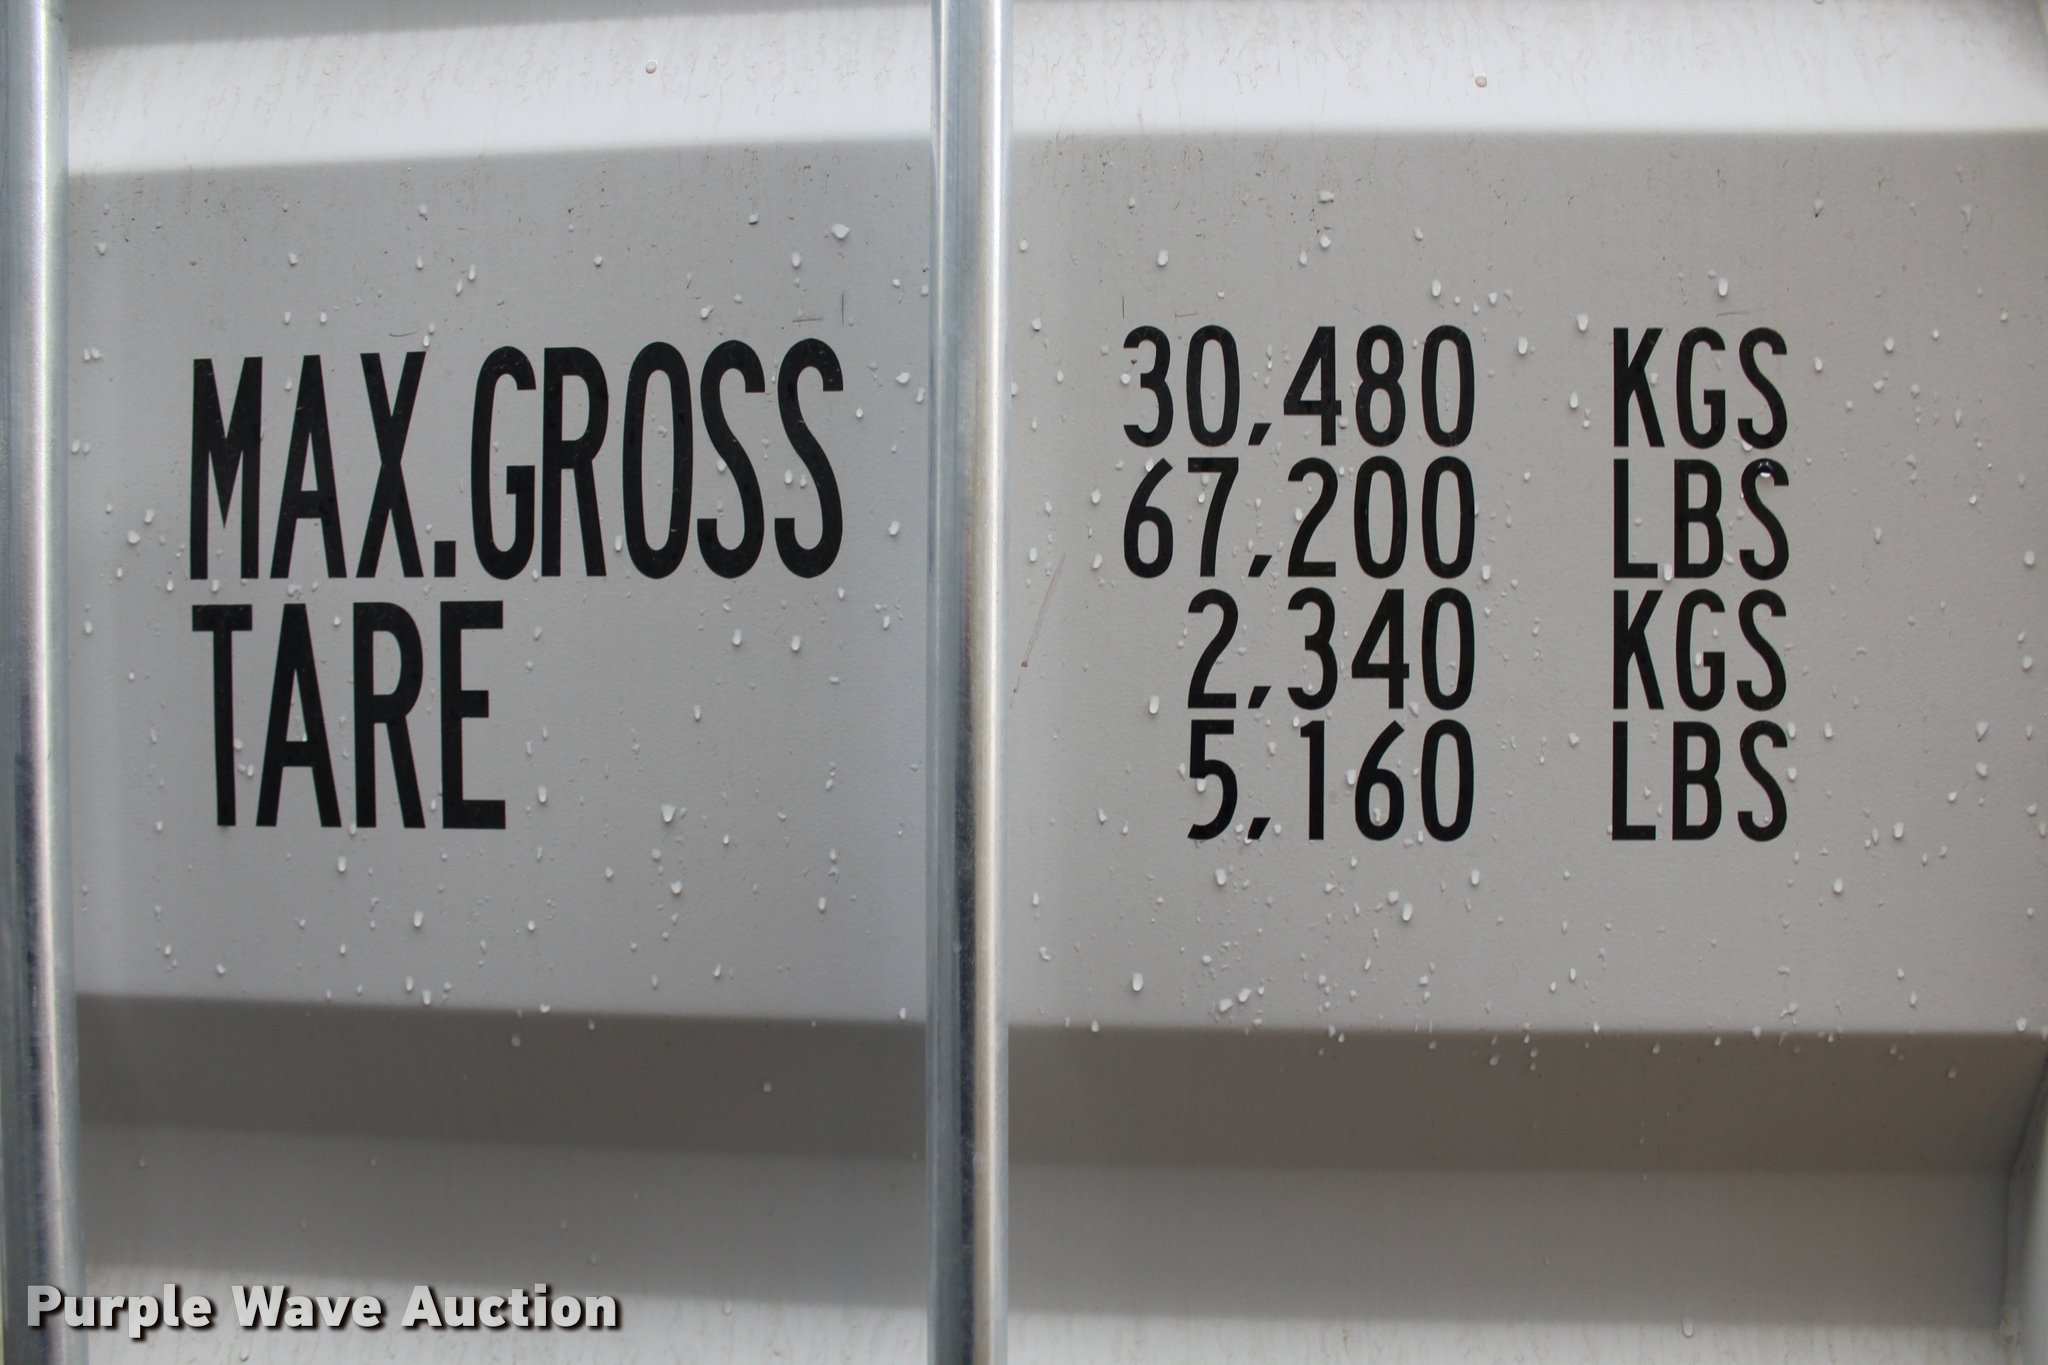 MAX.GROSS 30,480 KGS
67,200 LBS
TARE 2,340 KGS
5,160 LBS
Purple Wave Auction